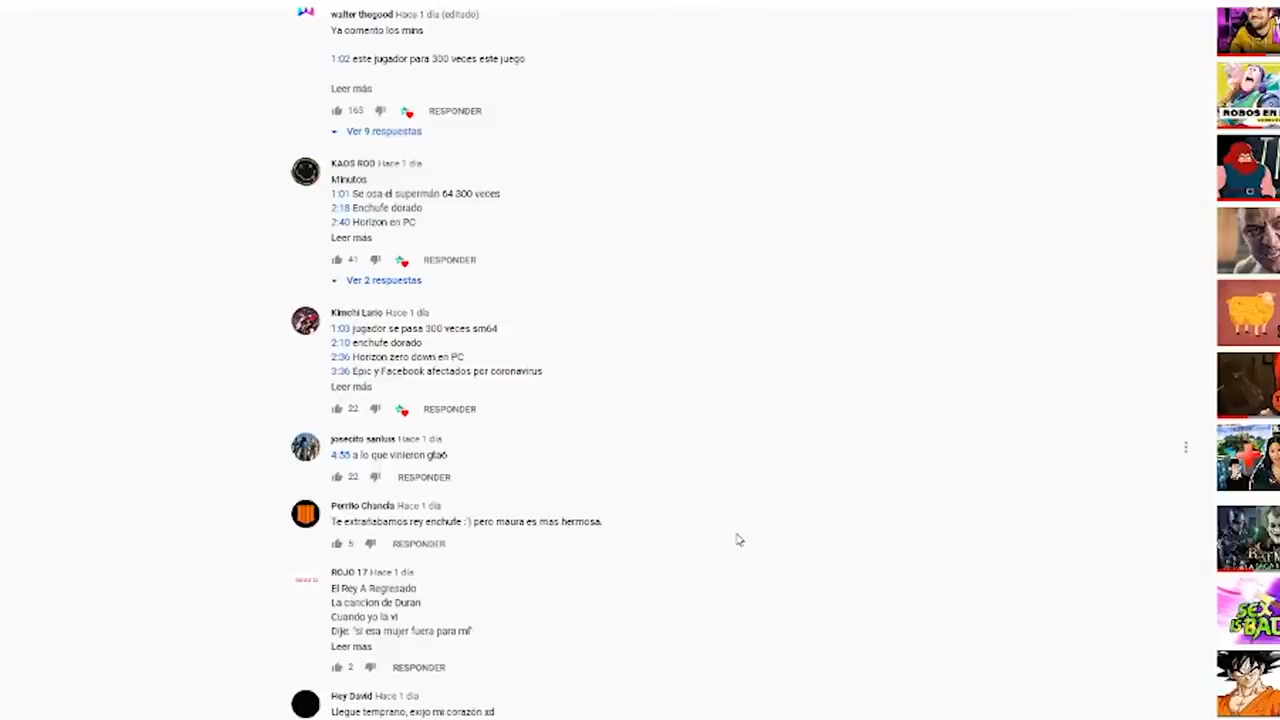 walter thegood Hace 1 día (editado)
Ya comento los mins
1:02 este jugador para 300 veces este juego
Leer más
163 RESPONDER
Ver 9 respuestas
KAOS ROD Hace 1 día
Minutos
1:01 Se osa el supermán 64 300 veces
2:18 Enchufe dorado
2:40 Horizon en PC
Leer más
41 RESPONDER
Ver 2 respuestas
Kimchi Lario Hace 1 día
1:03 jugador se pasa 300 veces sm64
2:10 enchufe dorado
2:36 Horizon zero down en PC
3:36 Epic y Facebook afectados por coronavirus
Leer más
22 RESPONDER
josecito sanluis Hace 1 día
4:55 a lo que vinieron gta6
22 RESPONDER
Perrito Chancla Hace 1 día
Te extrañabamos rey enchufe :') pero maura es mas hermosa.
5 RESPONDER
ROJO 17 Hace 1 día
El Rey A Regresado
La cancion de Duran
Cuando yo la vi
Dije: "si esa mujer fuera para mí"
Leer más
2 RESPONDER
Hey David Hace 1 día
Llegue temprano, exijo mi corazón xd
ROBOS EN
SEX
BAD